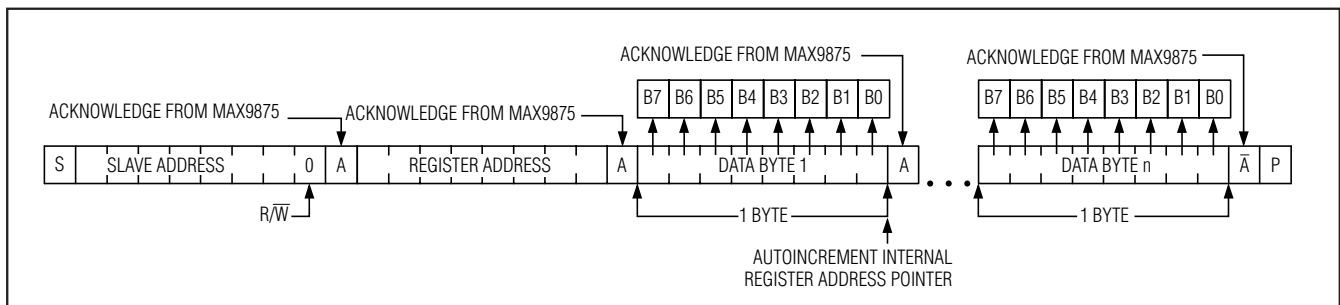 ACKNOWLEDGE FROM MAX9875
ACKNOWLEDGE FROM MAX9875
B7 B6 B5 B4 B3 B2 B1 B0
B7 B6 B5 B4 B3 B2 B1 B0
ACKNOWLEDGE FROM MAX9875
ACKNOWLEDGE FROM MAX9875
S SLAVE ADDRESS 0 A REGISTER ADDRESS A DATA BYTE 1 A • • • DATA BYTE n A̅ P
R/W̅
1 BYTE
1 BYTE
AUTOINCREMENT INTERNAL
REGISTER ADDRESS POINTER